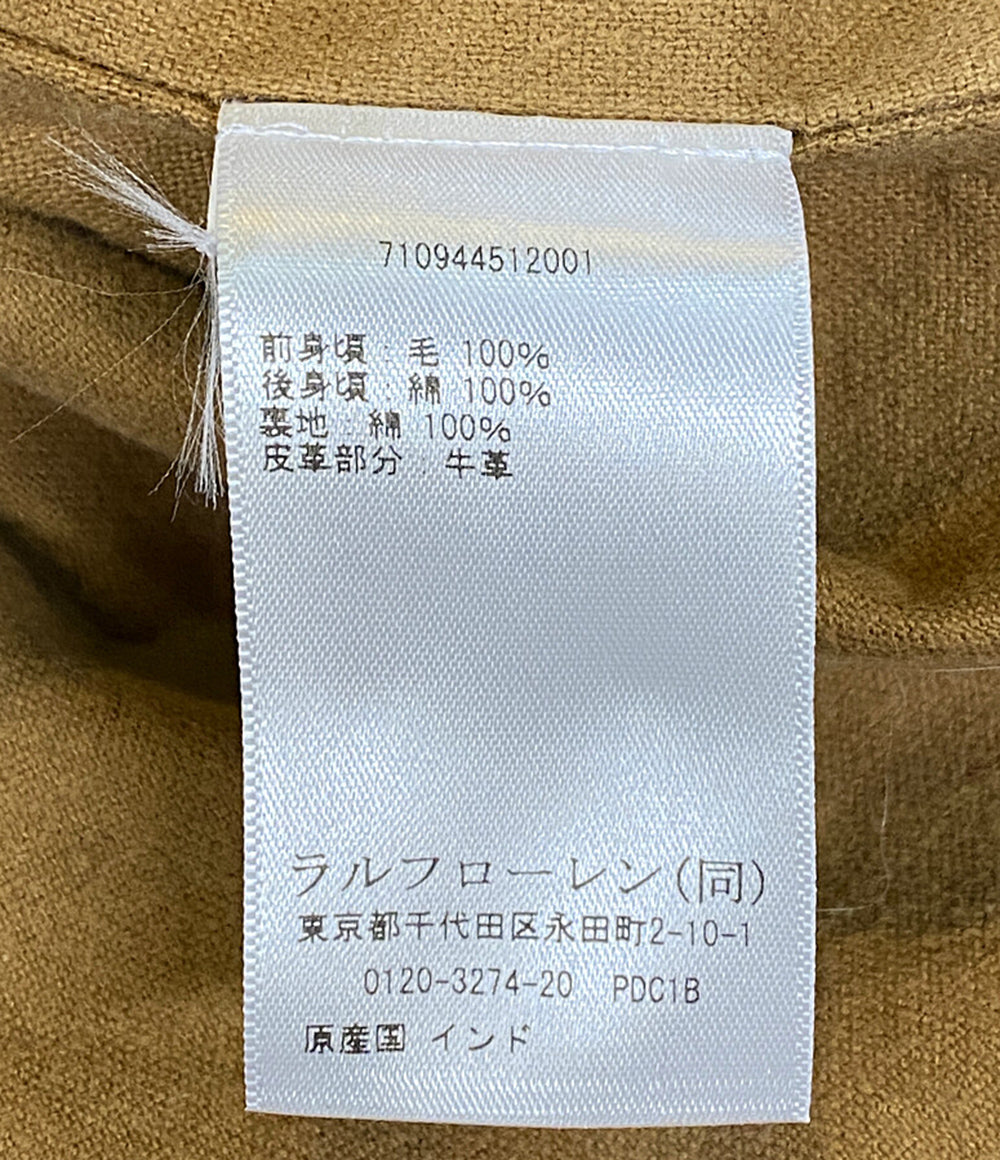 710944512001
前身頃 : 毛 100%
後身頃 : 綿 100%
裏地 : 綿 100%
皮革部分 : 牛革
ラルフローレン(同)
東京都千代田区永田町2-10-1
0120-3274-20 PDC1B
原産国 インド